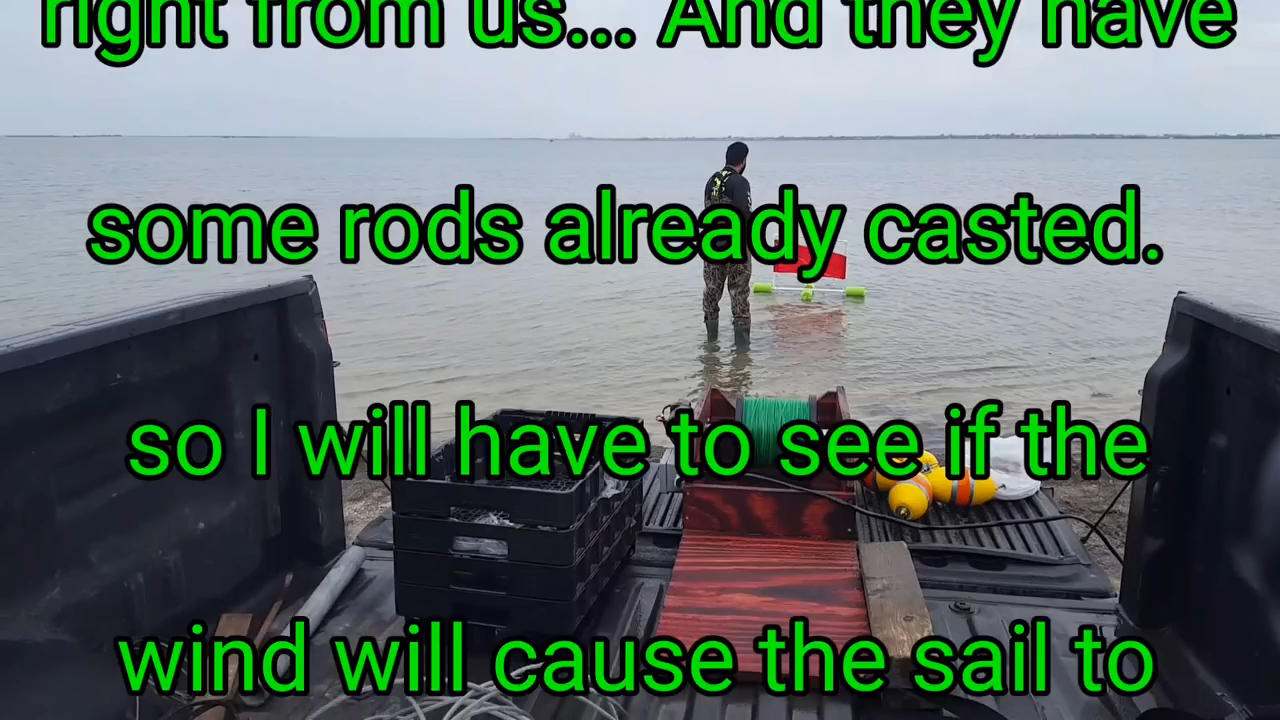 right from us... And they have
some rods already casted.
so I will have to see if the
wind will cause the sail to